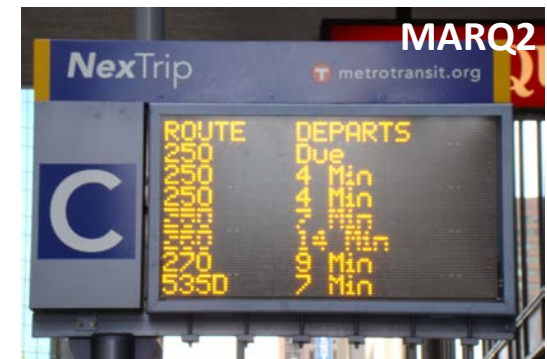 MARQ2
NexTrip
metrotransit.org
C
ROUTE DEPARTS
250 Due
250 4 Min
250 4 Min
Min
14 Min
270 9 Min
535D 7 Min